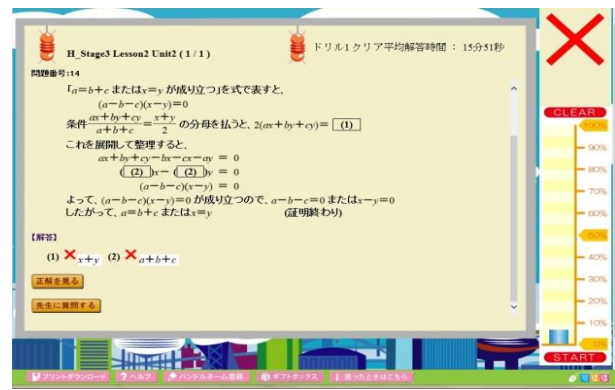 H_Stage3 Lesson2 Unit2 ( 1 / 1 )
ドリル1クリア平均解答時間 : 15分51秒
問題番号:14
「a=b+c またはx=y が成り立つ」を式で表すと、
(a−b−c)(x−y)=0
条件 (ax+by+cy)/(a+b+c) = (x+y)/2 の分母を払うと、2(ax+by+cy)= (1)
これを展開して整理すると、
ax+by+cy−bx−cx−ay = 0
( (2) )x− ( (2) )y = 0
(a−b−c)(x−y) = 0
よって、(a−b−c)(x−y)=0 が成り立つので、a−b−c=0 またはx−y=0
したがって、a=b+c またはx=y (証明終わり)
【解答】
(1) ×x+y (2) ×a+b+c
正解を見る
先生に質問する
CLEAR
100%
90%
80%
70%
60%
50%
40%
30%
20%
10%
0%
START
プリントダウンロード ? ヘルプ ハンドルネーム登録 ギフトボックス ! 困ったときはこちら